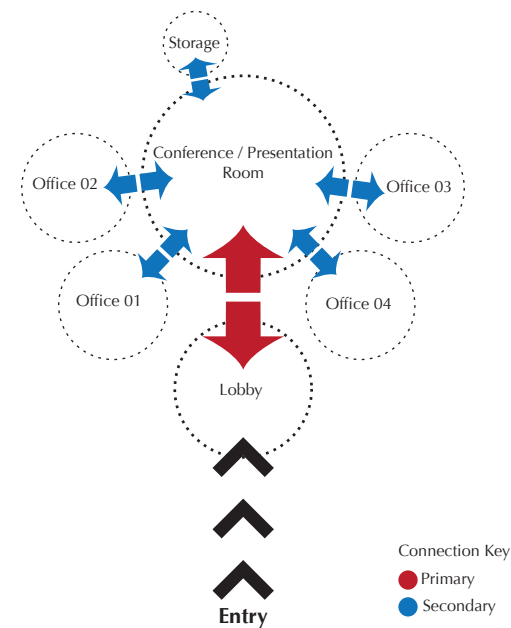 Storage
Conference / Presentation
Room
Office 02
Office 03
Office 01
Office 04
Lobby
Entry
Connection Key
Primary
Secondary